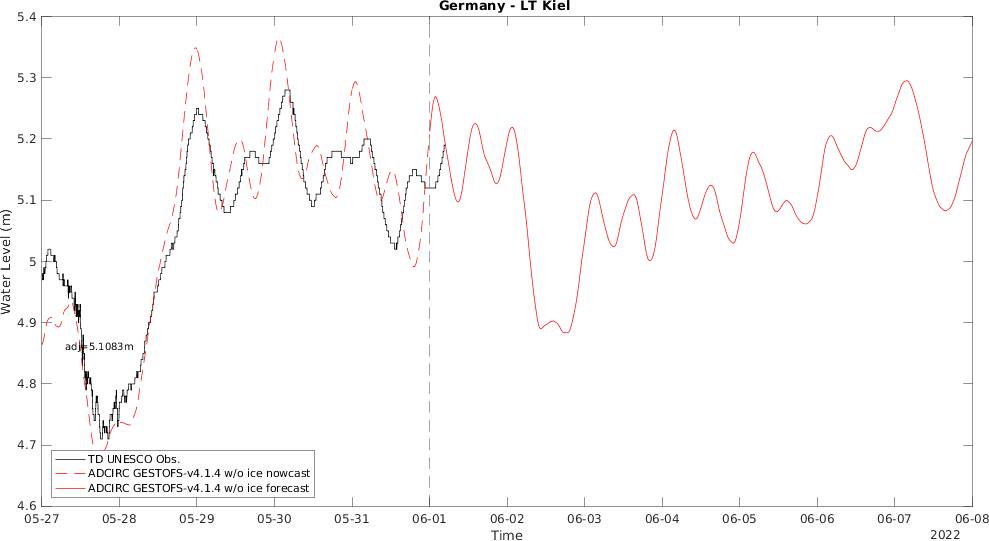 Germany - LT Kiel
5.4
5.3
5.2
5.1
5
4.9
4.8
4.7
4.6
Water Level (m)
adj=5.1083m
TD UNESCO Obs.
ADCIRC GESTOFS-v4.1.4 w/o ice nowcast
ADCIRC GESTOFS-v4.1.4 w/o ice forecast
05-27 05-28 05-29 05-30 05-31 06-01 06-02 06-03 06-04 06-05 06-06 06-07 06-08
Time
2022